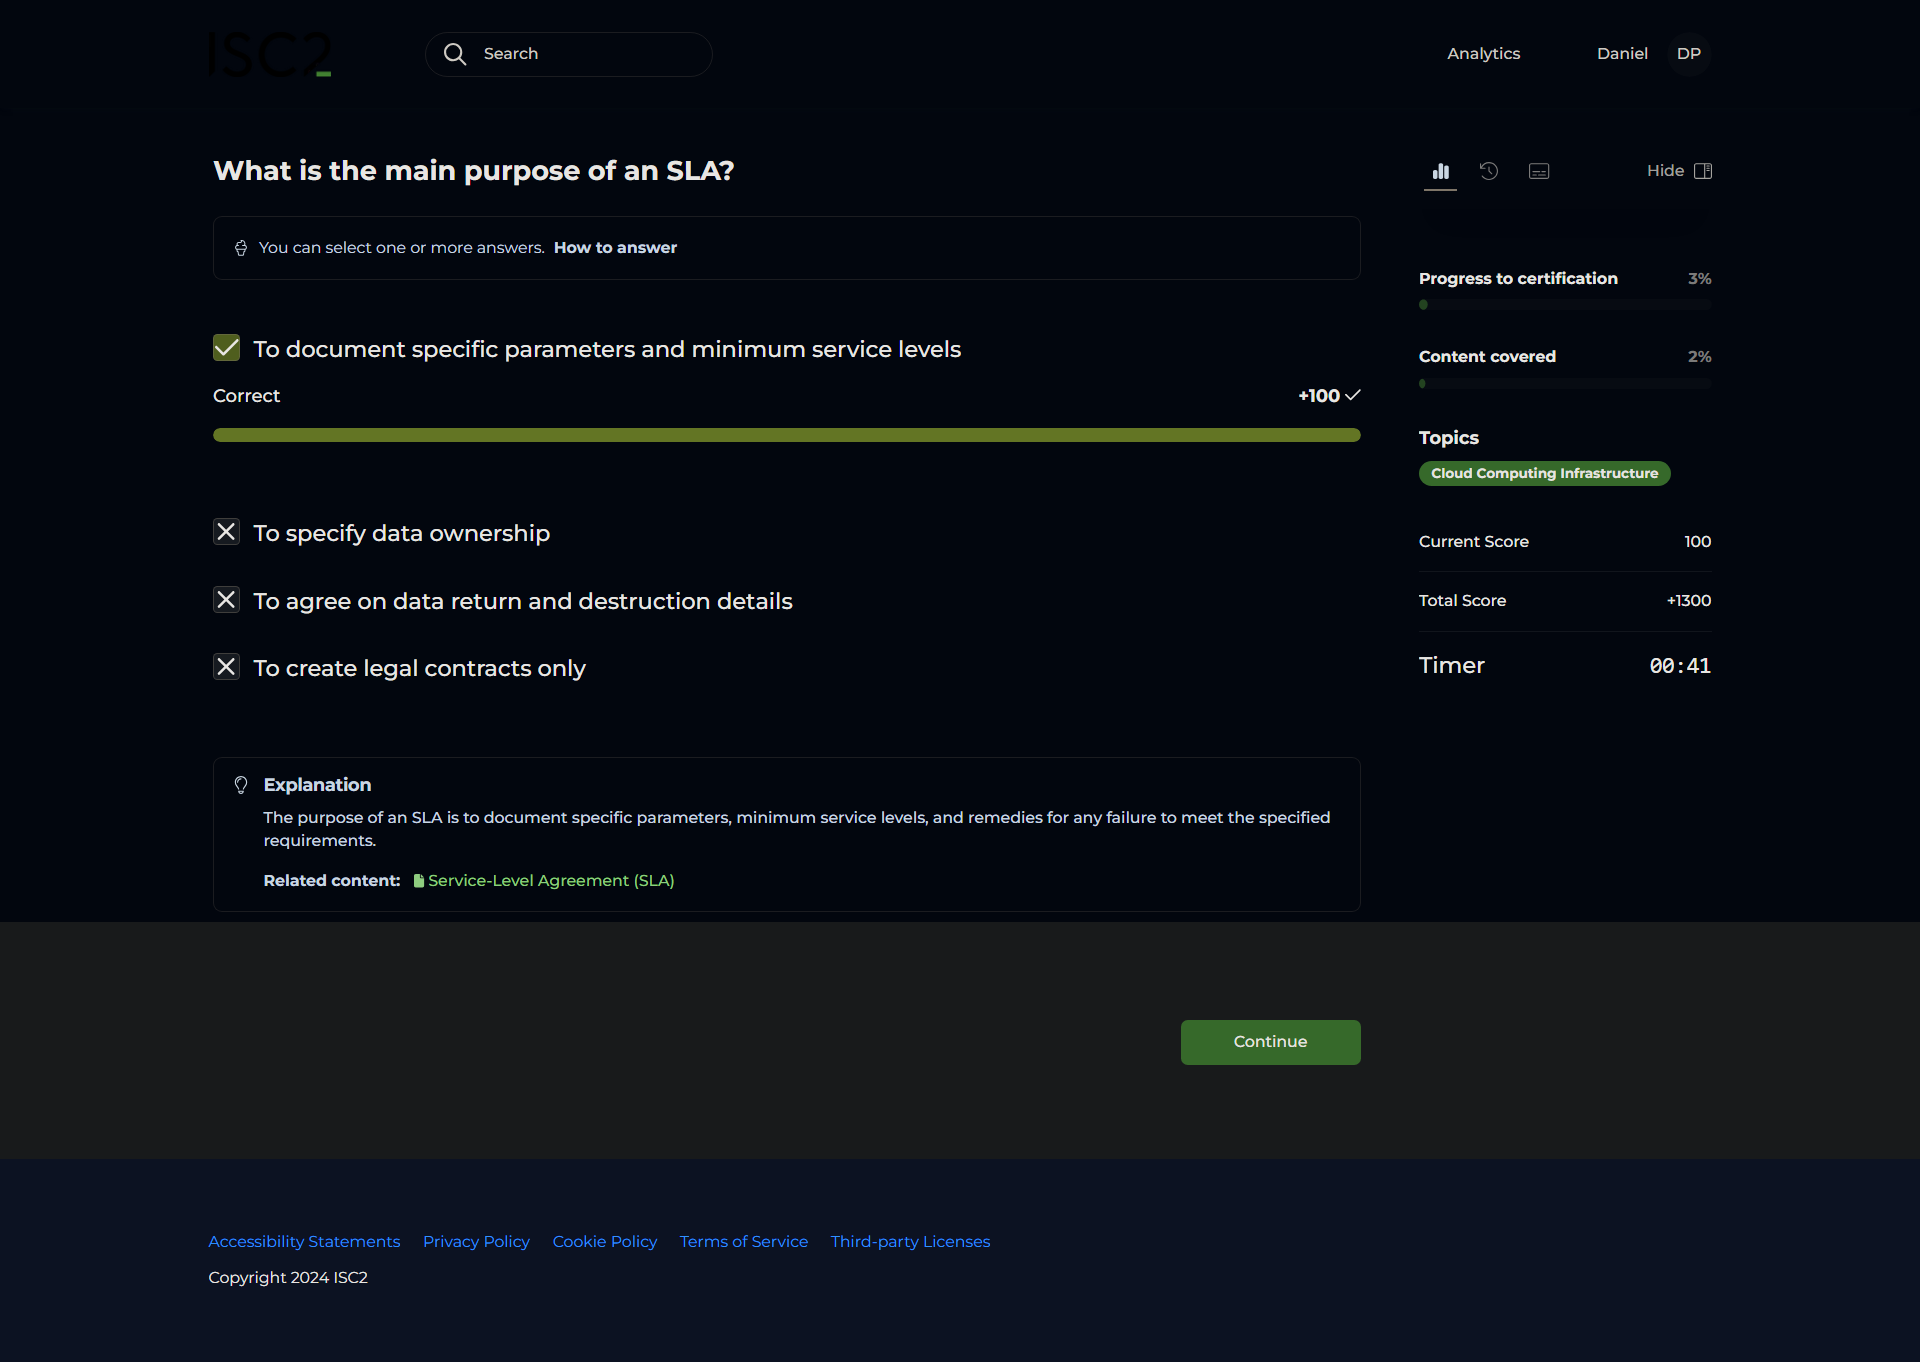 ISC2
Search
Analytics
Daniel
DP
What is the main purpose of an SLA?
Hide
You can select one or more answers. How to answer
Progress to certification 3%
Content covered 2%
Topics
Cloud Computing Infrastructure
Current Score 100
Total Score +1300
Timer 00:41
To document specific parameters and minimum service levels
Correct +100
To specify data ownership
To agree on data return and destruction details
To create legal contracts only
Explanation
The purpose of an SLA is to document specific parameters, minimum service levels, and remedies for any failure to meet the specified
requirements.
Related content: Service-Level Agreement (SLA)
Continue
Accessibility Statements Privacy Policy Cookie Policy Terms of Service Third-party Licenses
Copyright 2024 ISC2